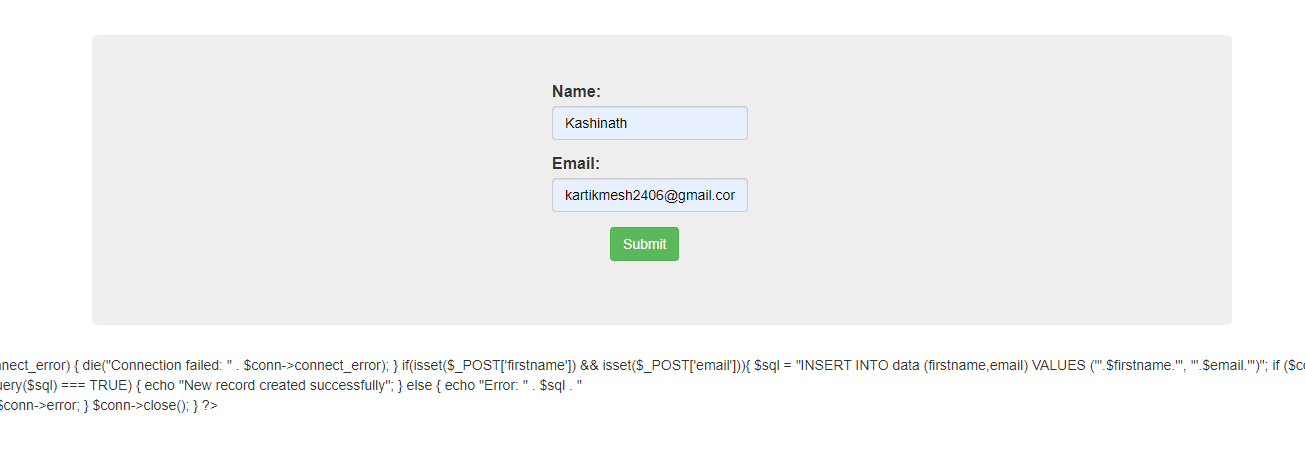 Name:
Kashinath
Email:
kartikmesh2406@gmail.cor
Submit
nnect_error) { die("Connection failed: " . $conn->connect_error); } if(isset($_POST['firstname']) && isset($_POST['email'])){ $sql = "INSERT INTO data (firstname,email) VALUES ('".$firstname."', '".$email."')"; if ($co
uery($sql) === TRUE) { echo "New record created successfully"; } else { echo "Error: " . $sql . "
$conn->error; } $conn->close(); } ?>